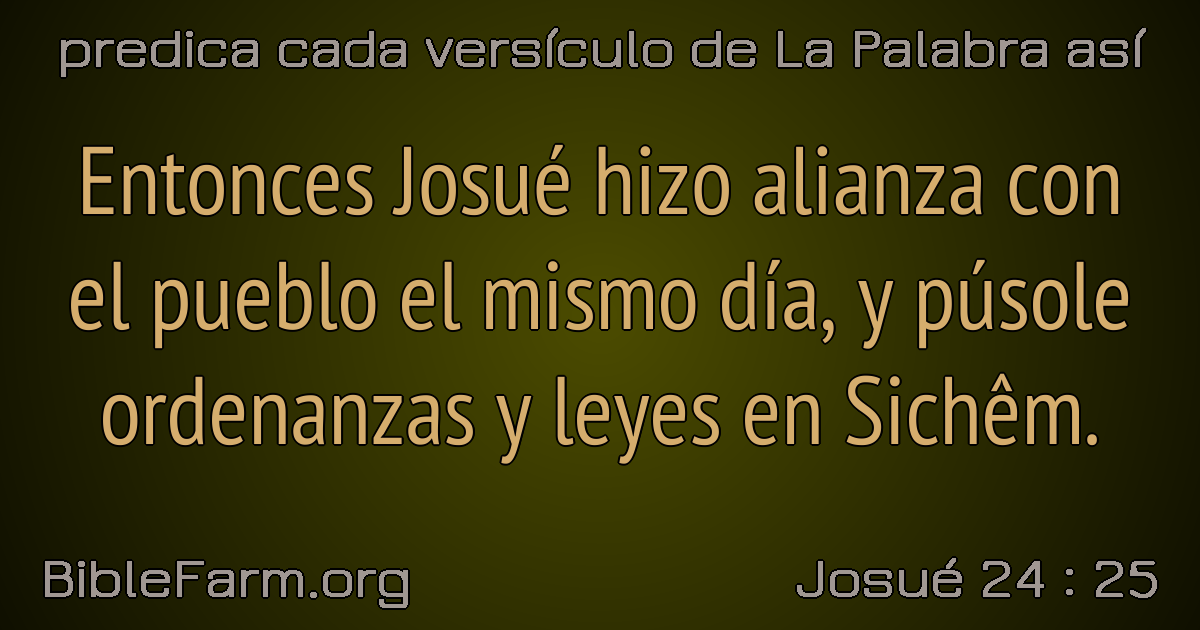 predica cada versículo de La Palabra así
Entonces Josué hizo alianza con
el pueblo el mismo día, y púsole
ordenanzas y leyes en Sichêm.
BibleFarm.org
Josué 24 : 25